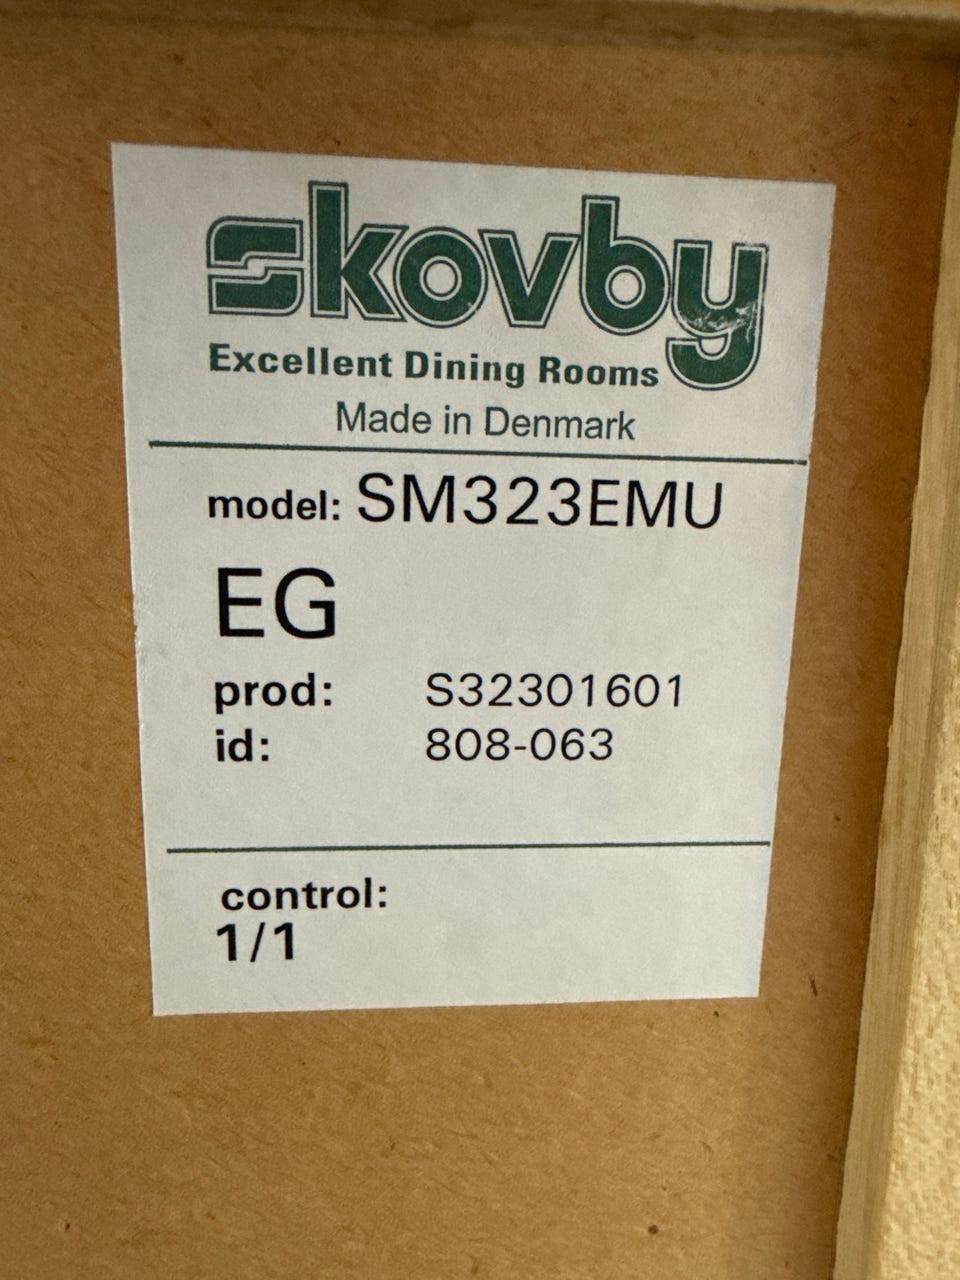 skovby
Excellent Dining Rooms
Made in Denmark
model: SM323EMU
EG
prod: S32301601
id: 808-063
control:
1/1